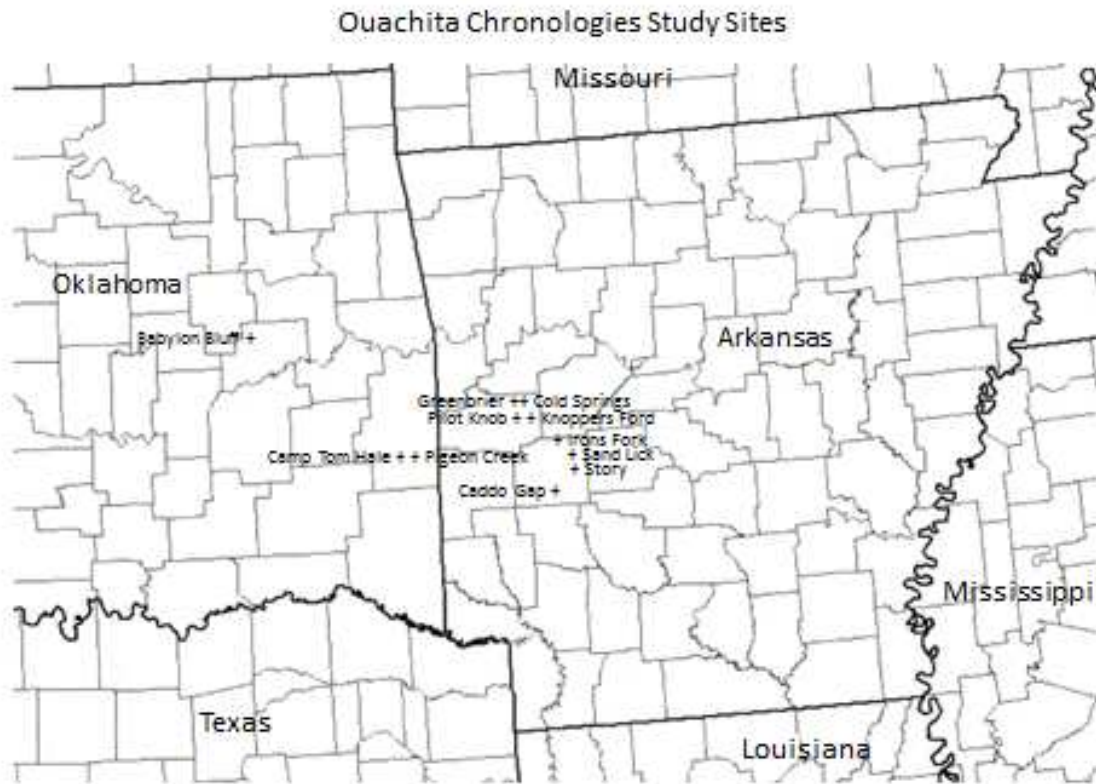 Ouachita Chronologies Study Sites
Missouri
Oklahoma
Babylon Bluff +
Arkansas
Greenbrier ++ Cold Springs
Pilot Knob + + Knoppers Ford
+ Irons Fork
Camp Tom Hale + + Pigeon Creek
+ Sand Lick
+ Story
Caddo Gap +
Mississippi
Texas
Louisiana